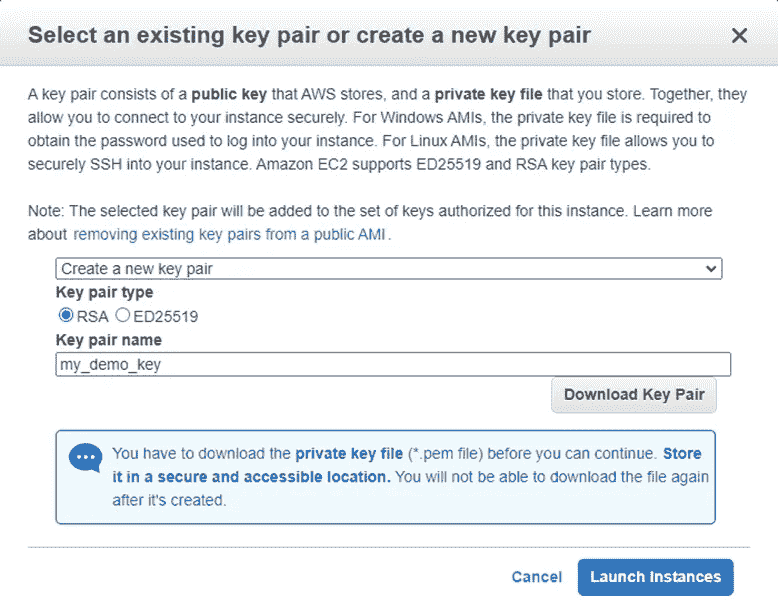 Select an existing key pair or create a new key pair
A key pair consists of a public key that AWS stores, and a private key file that you store. Together, they
allow you to connect to your instance securely. For Windows AMIs, the private key file is required to
obtain the password used to log into your instance. For Linux AMIs, the private key file allows you to
securely SSH into your instance. Amazon EC2 supports ED25519 and RSA key pair types.
Note: The selected key pair will be added to the set of keys authorized for this instance. Learn more
about removing existing key pairs from a public AMI.
Create a new key pair
Key pair type
RSA ED25519
Key pair name
my_demo_key
Download Key Pair
You have to download the private key file (*.pem file) before you can continue. Store
it in a secure and accessible location. You will not be able to download the file again
after it's created.
Cancel Launch Instances